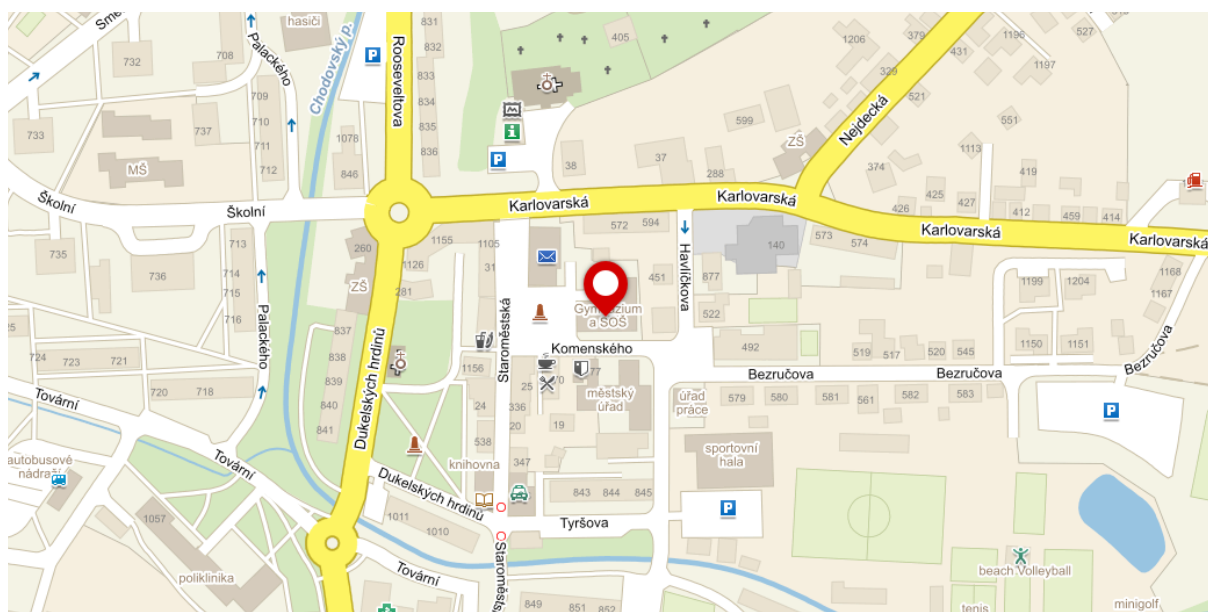 Sme
hasiči
831
832
405
1206
379
1196
527
512
431
1197
732
708
Palackého
Chodovský p.
P
Rooseveltova
833
329
709
834
521
733
737
710
i
599
551
835
711
1078
836
P
38
37
ZŠ
Nejdecká
1113
MŠ
712
846
288
374
419
Školní
Školní
Karlovarská
Karlovarská
425
427
426
412
459
414
735
713
260
1155
1105
572
594
Karlovarská
Karlovarská
140
573
574
736
714
1126
31
Havlíčkova
451
877
1199
1204
1168
1167
715
ZŠ
281
Gymnázium
a SOŠ
522
716
Palackého
837
Staroměstská
Komenského
492
519
517
520
545
1150
1151
Bezručova
724
723
721
838
1156
77
Bezručova
Bezručova
720
718
839
25
70
městský
úřad
úřad
práce
579
580
581
561
582
583
P
Tovární
840
24
336
841
Dukelských hrdinů
20
19
538
sportovní
hala
autobusové
nádraží
Tovární
knihovna
347
Dukelských hrdinů
843
844
845
P
1057
1011
1010
Tyršova
poliklinika
Tovární
Staroměstská
beach Volleyball
849
851
852
tenis
minigolf